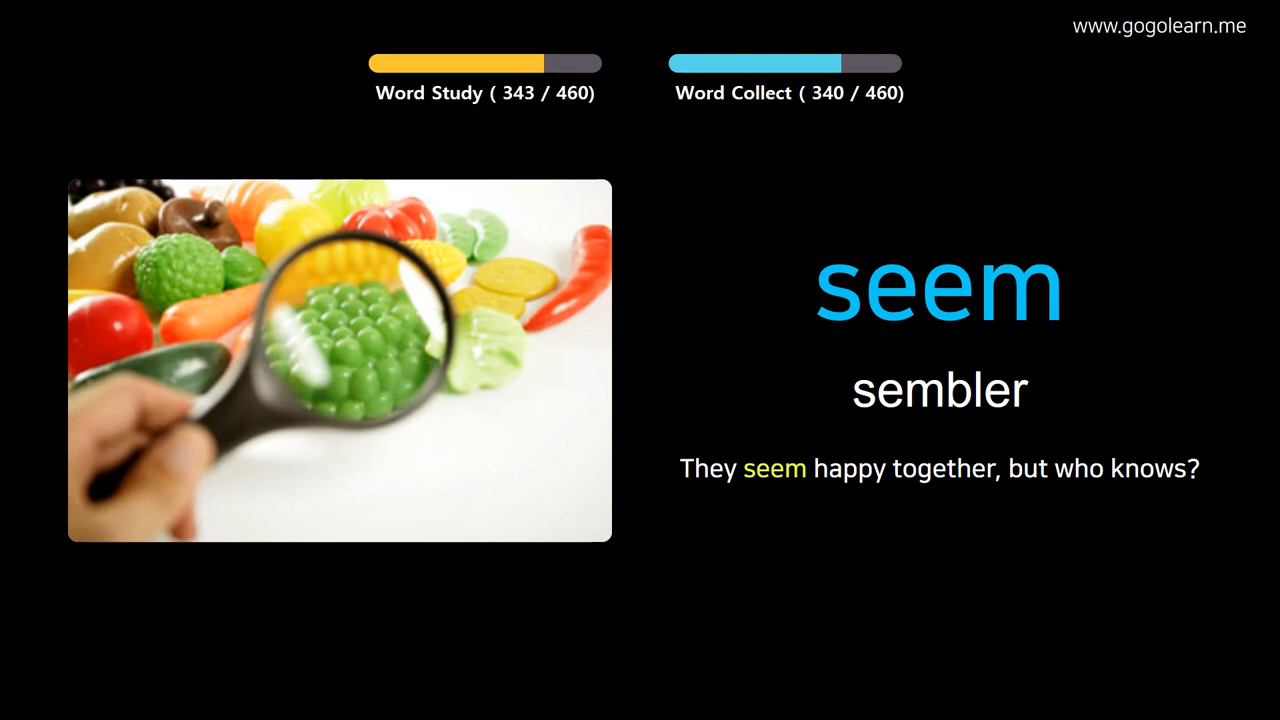 www.gogolearn.me
Word Study ( 343 / 460)
Word Collect ( 340 / 460)
seem
sembler
They seem happy together, but who knows?